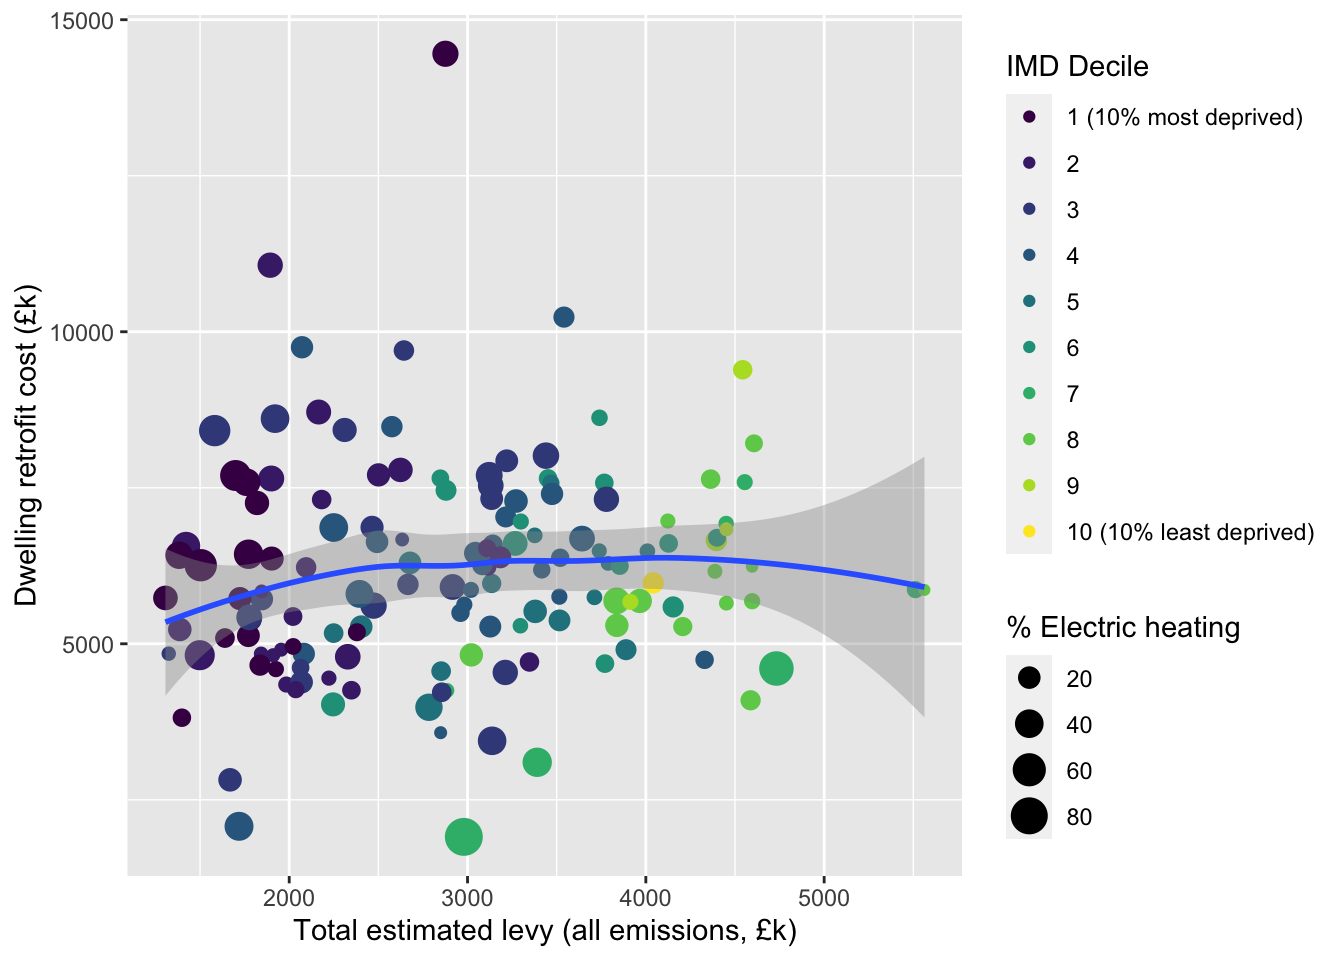 15000
10000
5000
Dwelling retrofit cost (£k)
2000 3000 4000 5000
Total estimated levy (all emissions, £k)
IMD Decile
1 (10% most deprived)
2
3
4
5
6
7
8
9
10 (10% least deprived)
% Electric heating
20
40
60
80